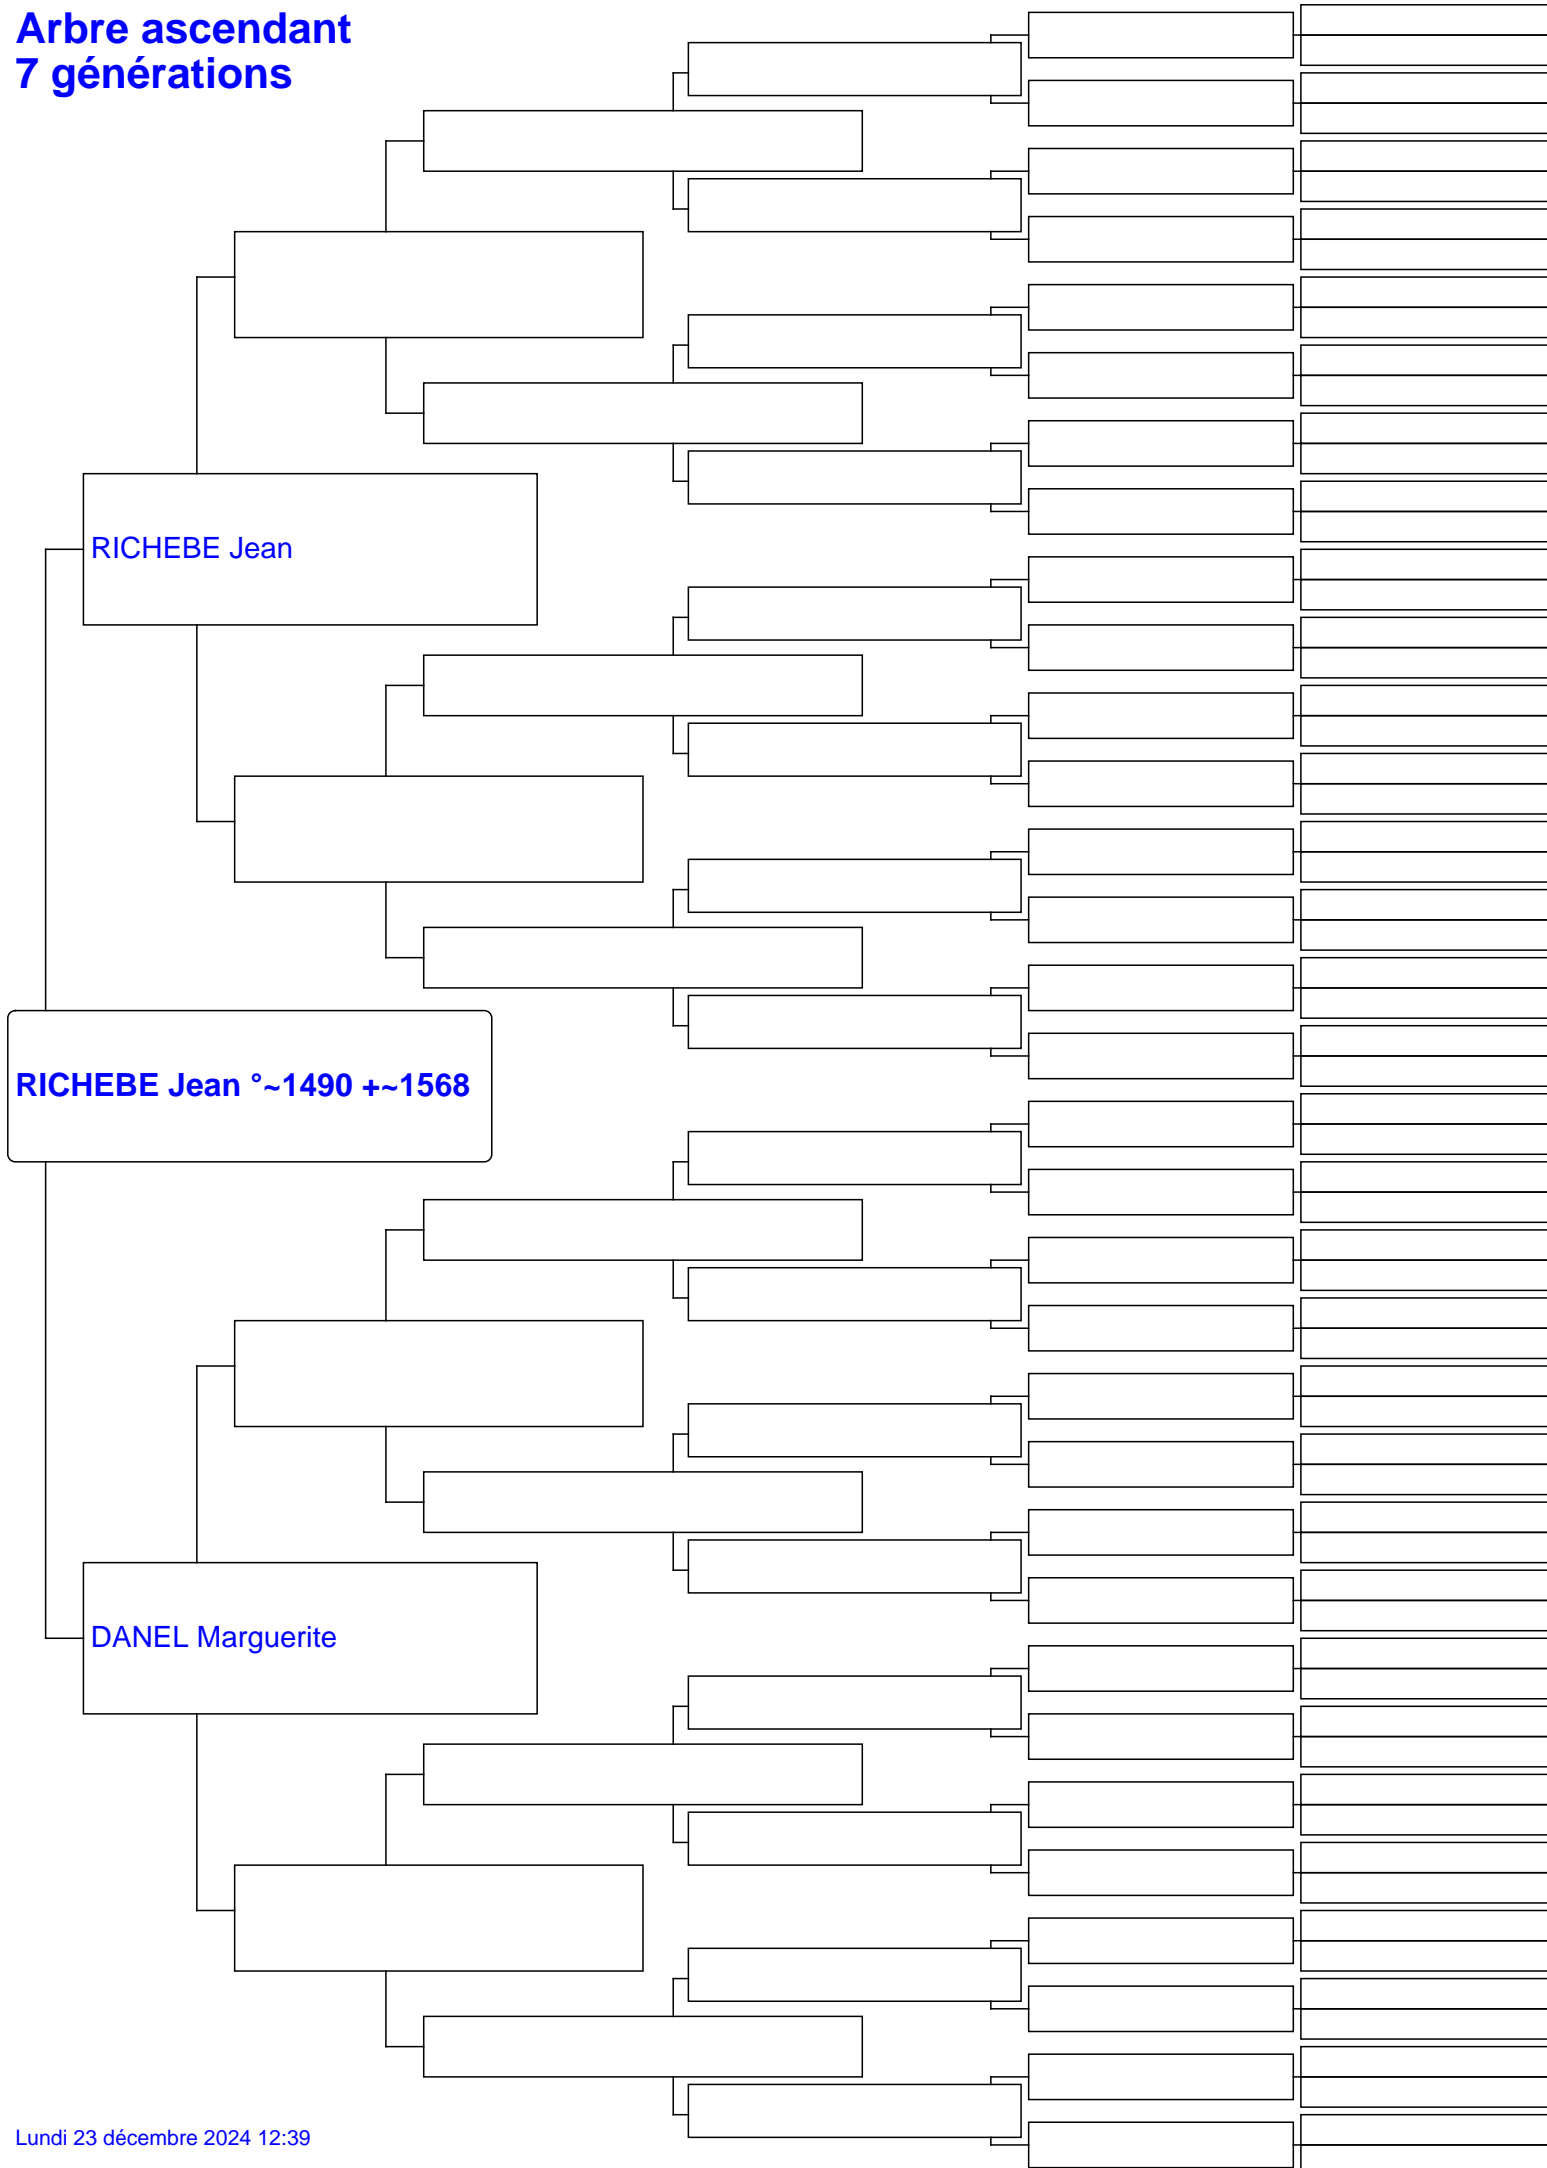 Arbre ascendant
7 générations
RICHEBE Jean
RICHEBE Jean °~1490 +~1568
DANEL Marguerite
Lundi 23 décembre 2024 12:39